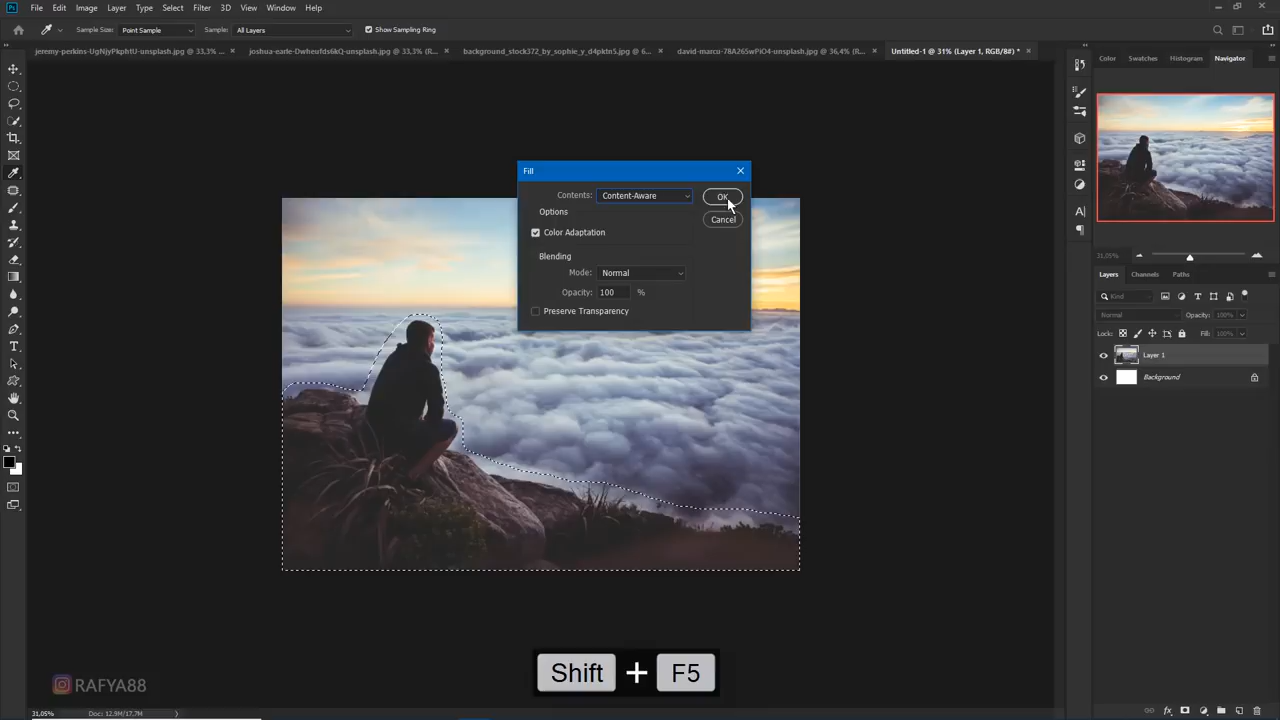 Ps File Edit Image Layer Type Select Filter 3D View Window Help
Sample Size: Point Sample Sample: All Layers Show Sampling Ring
jeremy-perkins-UgNjyPkphtU-unsplash.jpg @ 33,3% ... × joshua-earle-Dwheufds6kQ-unsplash.jpg @ 33,3% (R... × background_stock372_by_sophie_y_d4pktn5.jpg @ 6... × david-marcu-78A265wPiO4-unsplash.jpg @ 36,4% (R... × Untitled-1 @ 31% (Layer 1, RGB/8#) * ×
Color Swatches Histogram Navigator
Fill
Contents: Content-Aware
OK
Options
Cancel
Color Adaptation
Blending
Mode: Normal
Opacity: 100 %
Preserve Transparency
31,05%
Layers Channels Paths
Kind
Normal Opacity: 100%
Lock: Fill: 100%
Layer 1
Background
Shift + F5
RAFYA88
31,05% Doc: 12,9M/17,7M